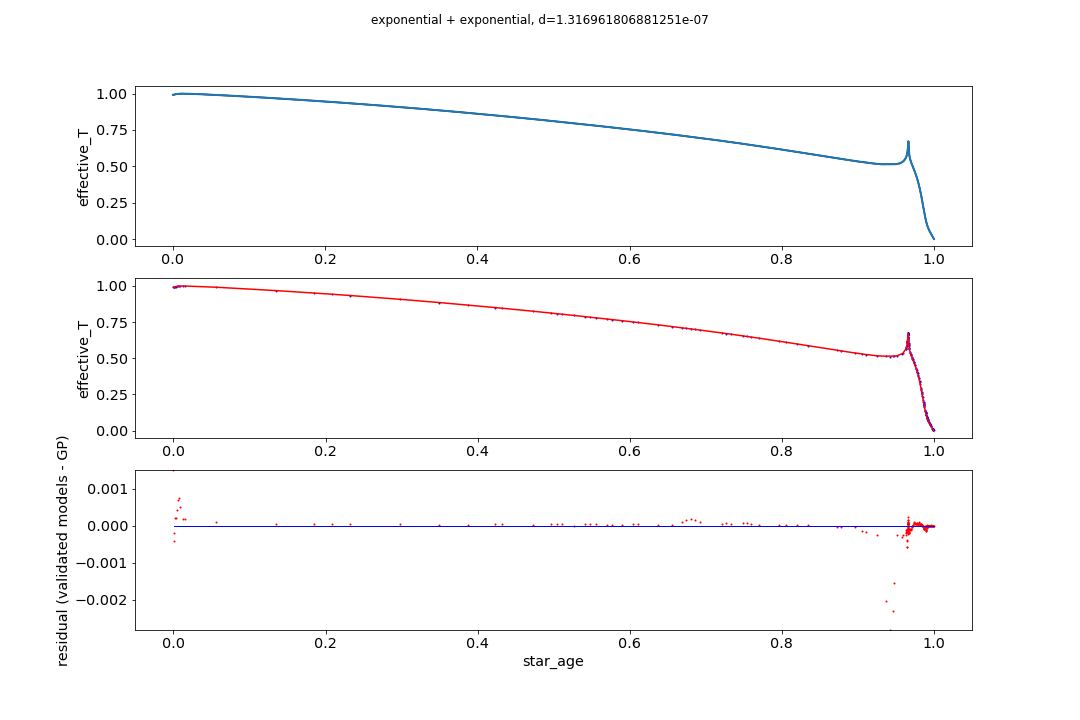 exponential + exponential, d=1.316961806881251e-07
1.00
0.75
0.50
0.25
0.00
effective_T
0.0 0.2 0.4 0.6 0.8 1.0
1.00
0.75
0.50
0.25
0.00
effective_T
0.0 0.2 0.4 0.6 0.8 1.0
0.001
0.000
−0.001
−0.002
residual (validated models - GP)
0.0 0.2 0.4 0.6 0.8 1.0
star_age